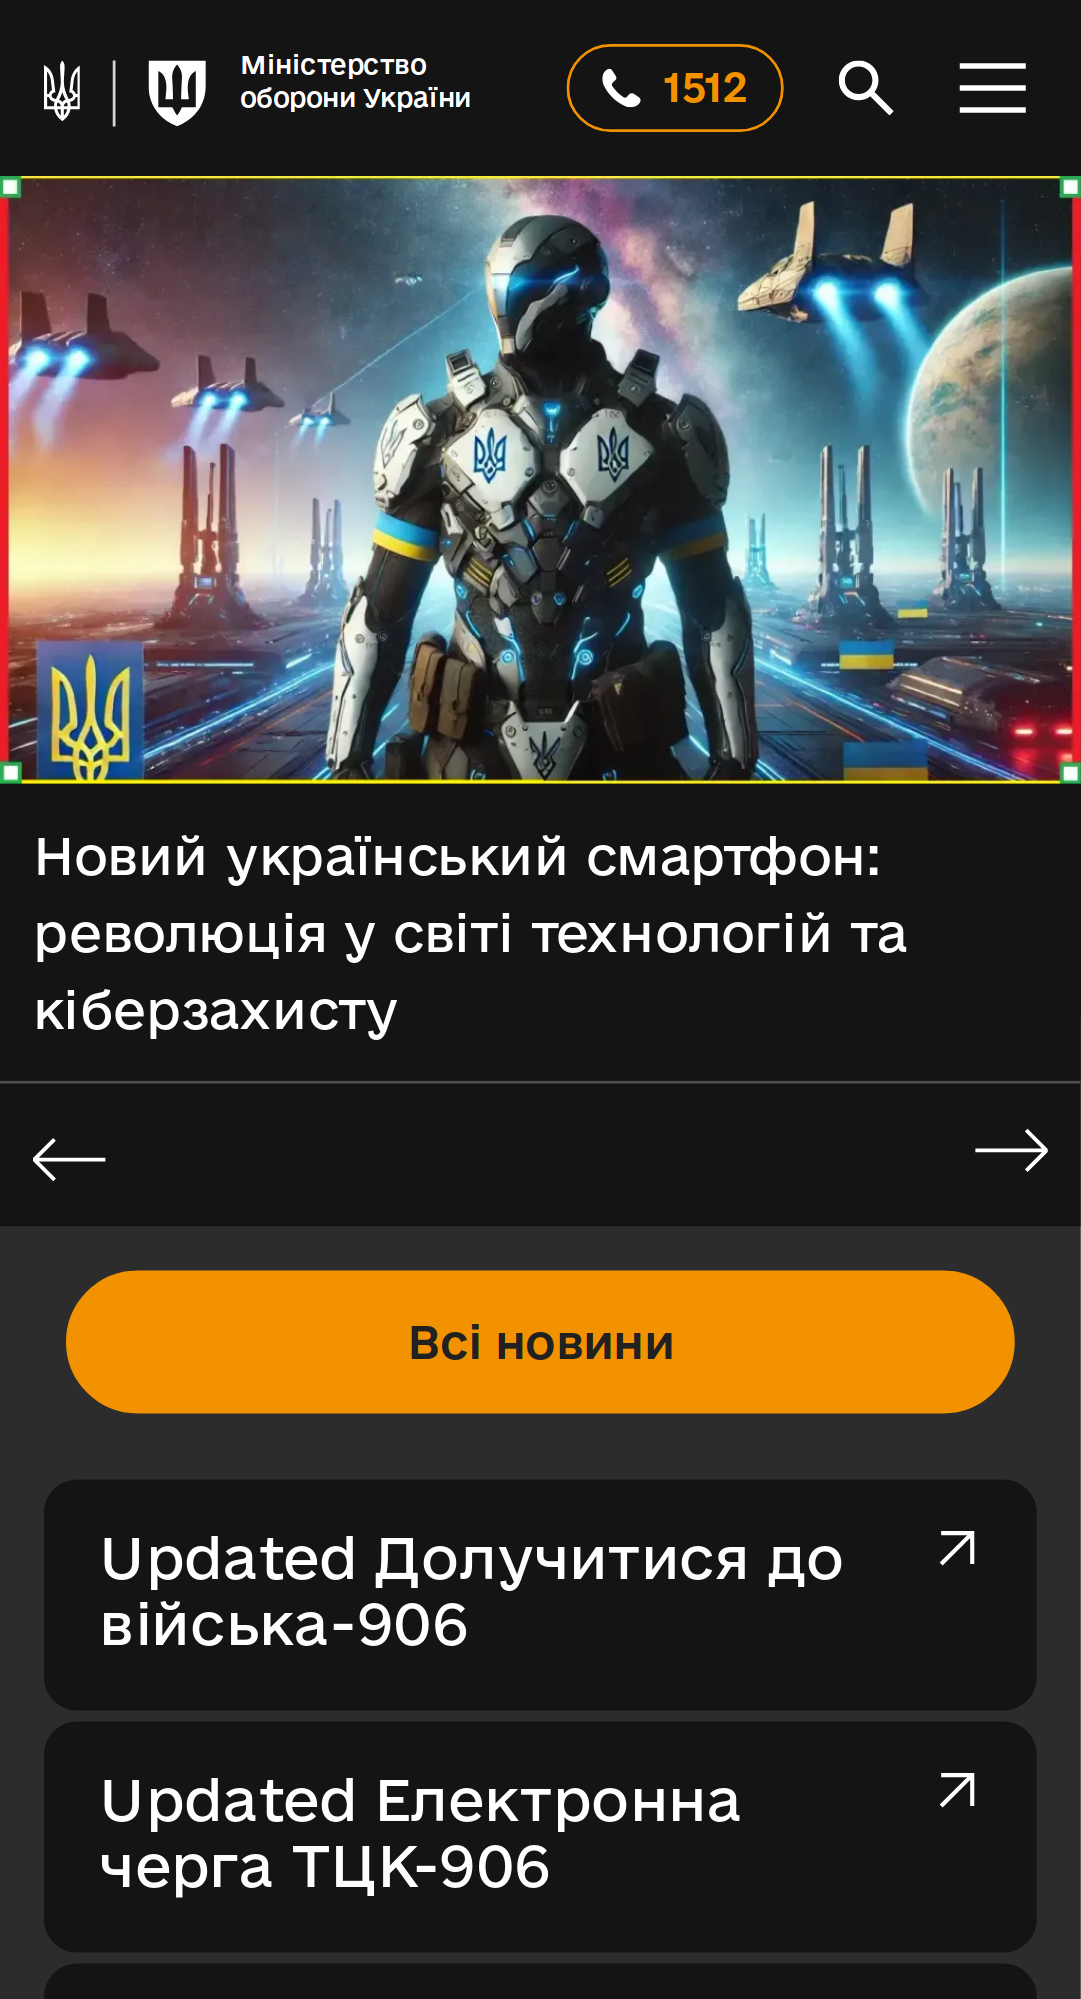 Міністерство
оборони України
1512
Новий український смартфон:
революція у світі технологій та
кіберзахисту
Всі новини
Updated Долучитися до
війська-906
Updated Електронна
черга ТЦК-906